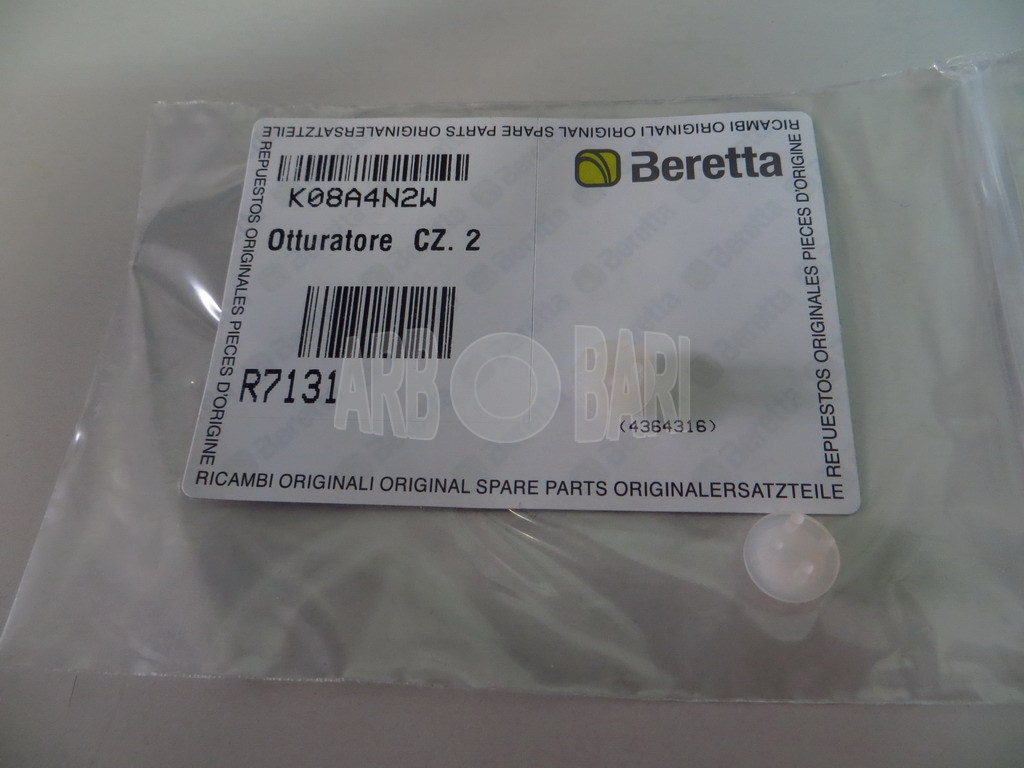 RICAMBI ORIGINALI ORIGINAL SPARE PARTS ORIGINALERSATZTEILE
Beretta
K08A4N2W
Otturatore CZ. 2
R7131
ARB BARI
(4364316)
REPUESTOS ORIGINALES PIECES D'ORIGINE
REPUESTOS ORIGINALES PIECES D'ORIGINE
RICAMBI ORIGINALI ORIGINAL SPARE PARTS ORIGINALERSATZTEILE